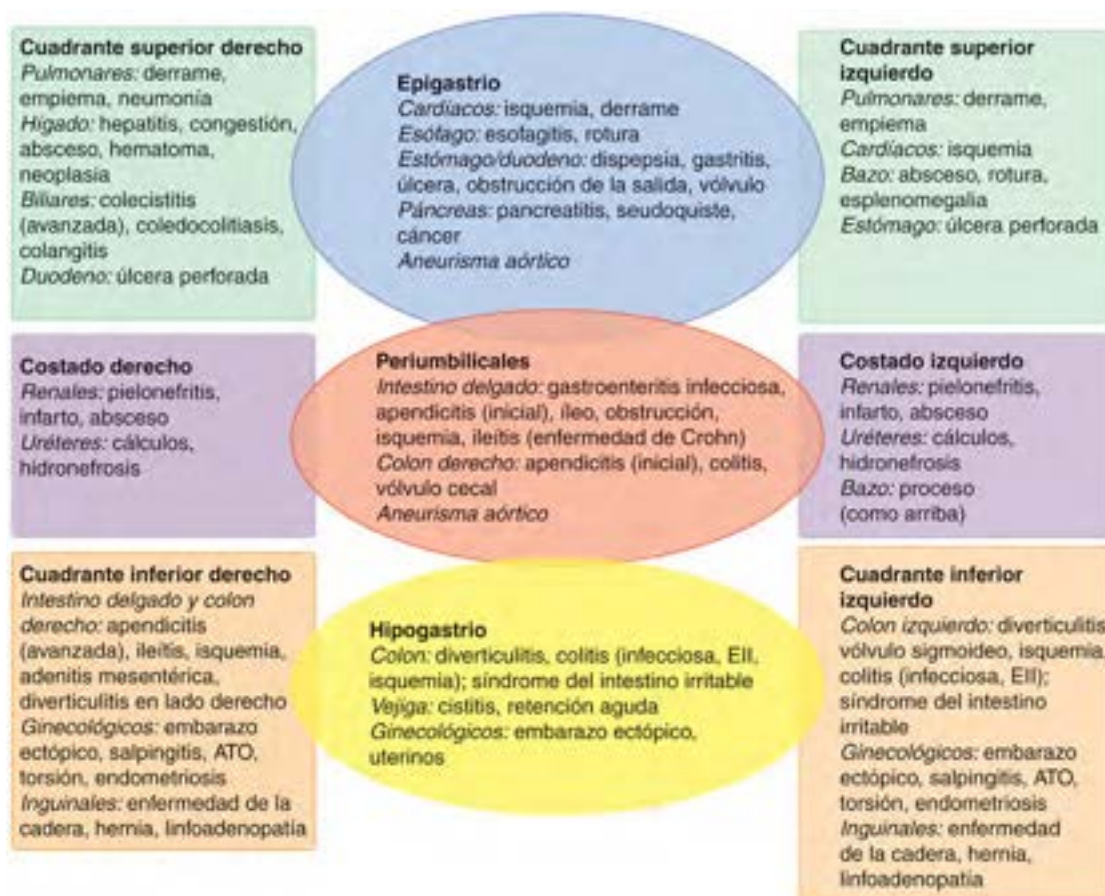 Cuadrante superior derecho
Pulmonares: derrame,
empiema, neumonía
Hígado: hepatitis, congestión,
absceso, hematoma,
neoplasia
Biliares: colecistitis
(avanzada), coledocolitiasis,
colangitis
Duodeno: úlcera perforada
Epigastrio
Cardíacos: isquemia, derrame
Esófago: esofagitis, rotura
Estómago/duodeno: dispepsia, gastritis,
úlcera, obstrucción de la salida, vólvulo
Páncreas: pancreatitis, seudoquiste,
cáncer
Aneurisma aórtico
Cuadrante superior
izquierdo
Pulmonares: derrame,
empiema
Cardíacos: isquemia
Bazo: absceso, rotura,
esplenomegalia
Estómago: úlcera perforada
Costado derecho
Renales: pielonefritis,
infarto, absceso
Uréteres: cálculos,
hidronefrosis
Periumbilicales
Intestino delgado: gastroenteritis infecciosa,
apendicitis (inicial), íleo, obstrucción,
isquemia, ileítis (enfermedad de Crohn)
Colon derecho: apendicitis (inicial), colitis,
vólvulo cecal
Aneurisma aórtico
Costado izquierdo
Renales: pielonefritis,
infarto, absceso
Uréteres: cálculos,
hidronefrosis
Bazo: proceso
(como arriba)
Cuadrante inferior derecho
Intestino delgado y colon
derecho: apendicitis
(avanzada), ileítis, isquemia,
adenitis mesentérica,
diverticulitis en lado derecho
Ginecológicos: embarazo
ectópico, salpingitis, ATO,
torsión, endometriosis
Inguinales: enfermedad de la
cadera, hernia, linfoadenopatía
Hipogastrio
Colon: diverticulitis, colitis (infecciosa, EII,
isquemia); síndrome del intestino irritable
Vejiga: cistitis, retención aguda
Ginecológicos: embarazo ectópico,
uterinos
Cuadrante inferior
izquierdo
Colon izquierdo: diverticulitis,
vólvulo sigmoideo, isquemia,
colitis (infecciosa, EII);
síndrome del intestino
irritable
Ginecológicos: embarazo
ectópico, salpingitis, ATO,
torsión, endometriosis
Inguinales: enfermedad
de la cadera, hernia,
linfoadenopatía